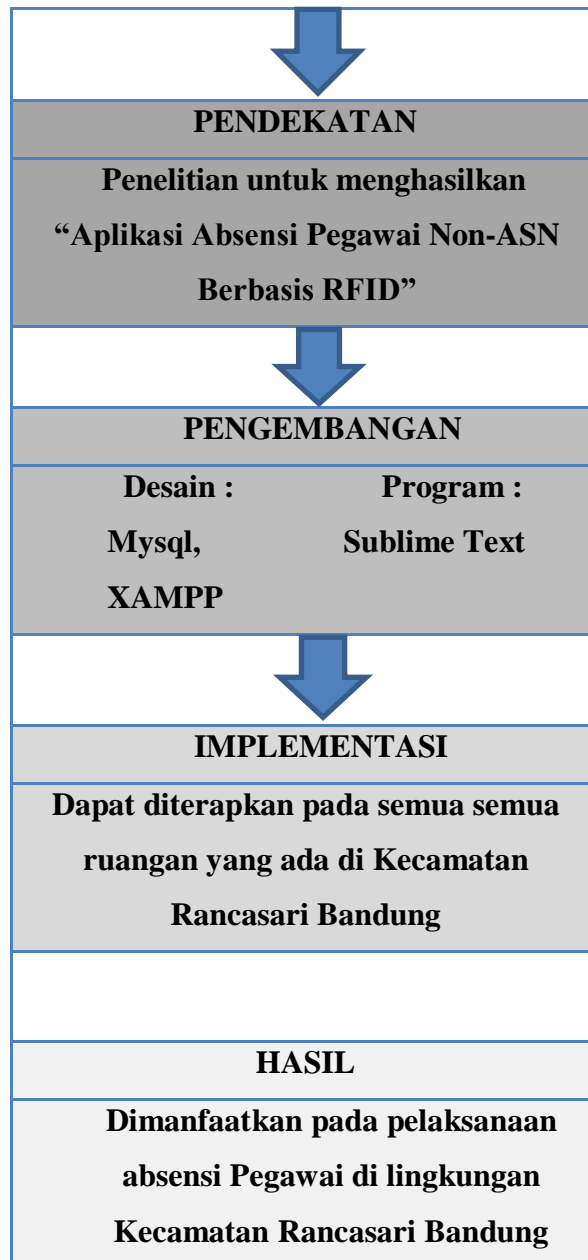 PENDEKATAN
Penelitian untuk menghasilkan
“Aplikasi Absensi Pegawai Non-ASN
Berbasis RFID”
PENGEMBANGAN
Desain : Program :
Mysql, Sublime Text
XAMPP
IMPLEMENTASI
Dapat diterapkan pada semua semua
ruangan yang ada di Kecamatan
Rancasari Bandung
HASIL
Dimanfaatkan pada pelaksanaan
absensi Pegawai di lingkungan
Kecamatan Rancasari Bandung